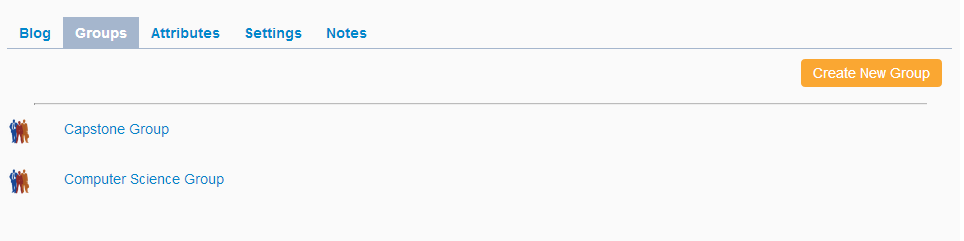 Blog Groups Attributes Settings Notes
Create New Group
Capstone Group
Computer Science Group